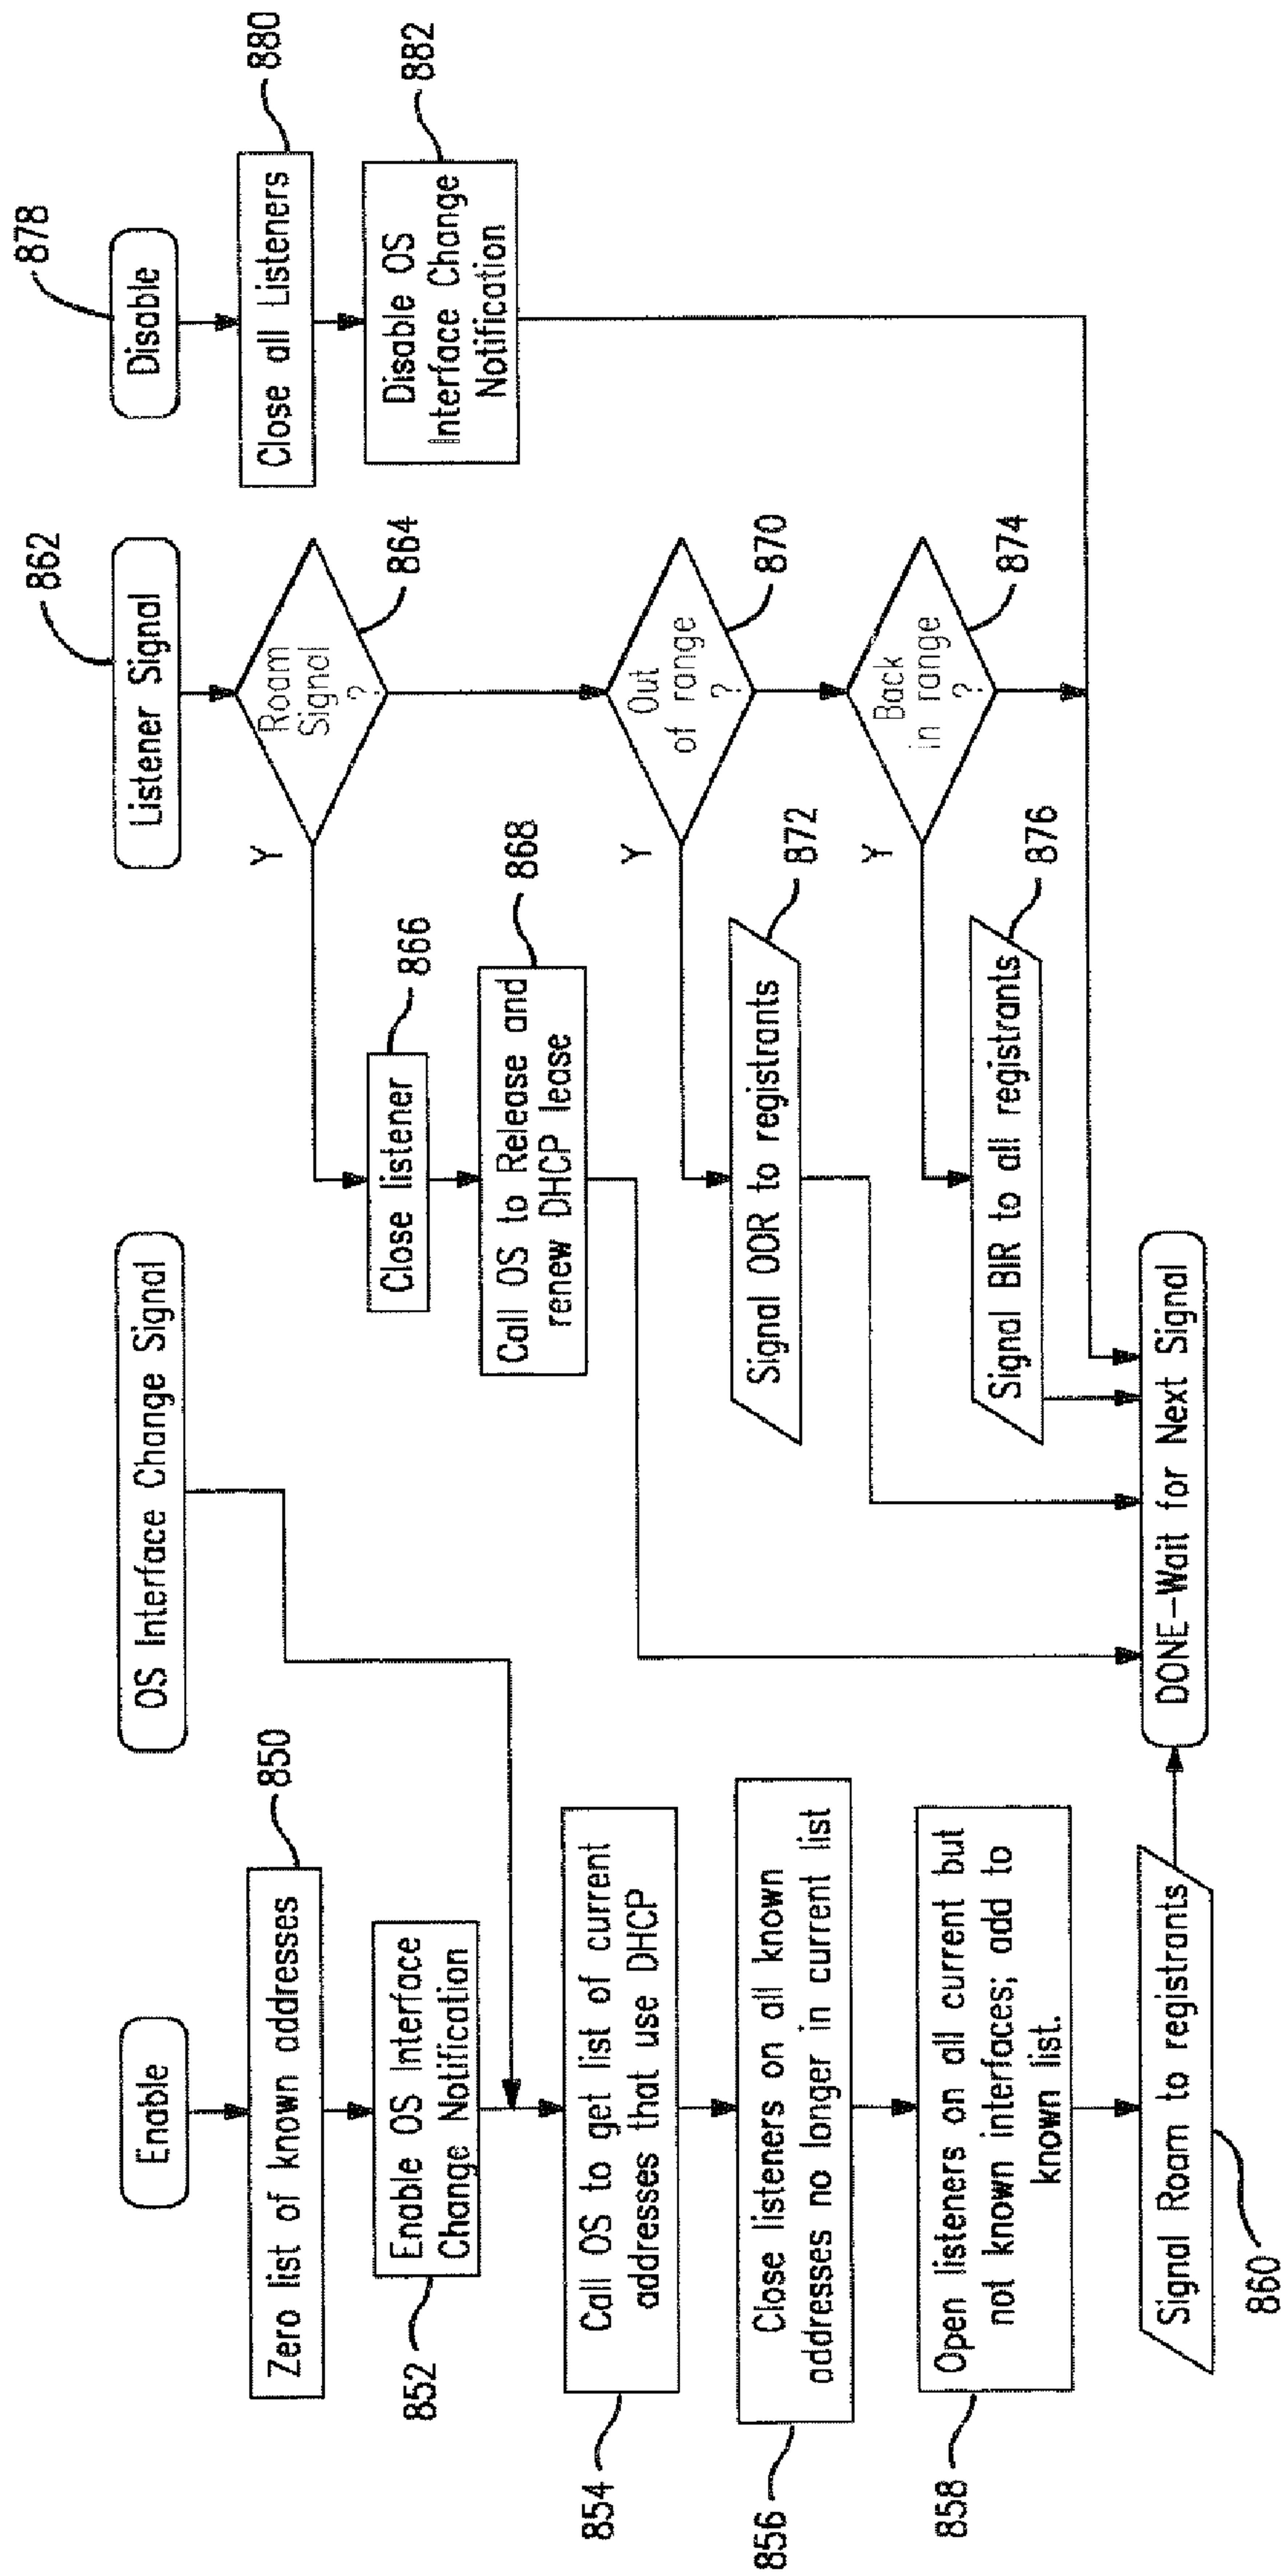 Enable
Zero list of known addresses
850
Enable OS Interface
Change Notification
852
Call OS to get list of current
addresses that use DHCP
854
Close listeners on all known
addresses no longer in current list
856
Open listeners on all current but
not known interfaces; add to
known list.
858
Signal Roam to registrants
860
OS Interface Change Signal
Listener Signal
862
Roam
Signal
?
864
Y
Close listener
866
Call OS to Release and
renew DHCP lease
868
Out
of range
?
870
Y
Signal OOR to registrants
872
Back
in range
?
874
Y
Signal BIR to all registrants
876
Disable
878
Close all Listeners
880
Disable OS
Interface Change
Notification
882
DONE-Wait for Next Signal